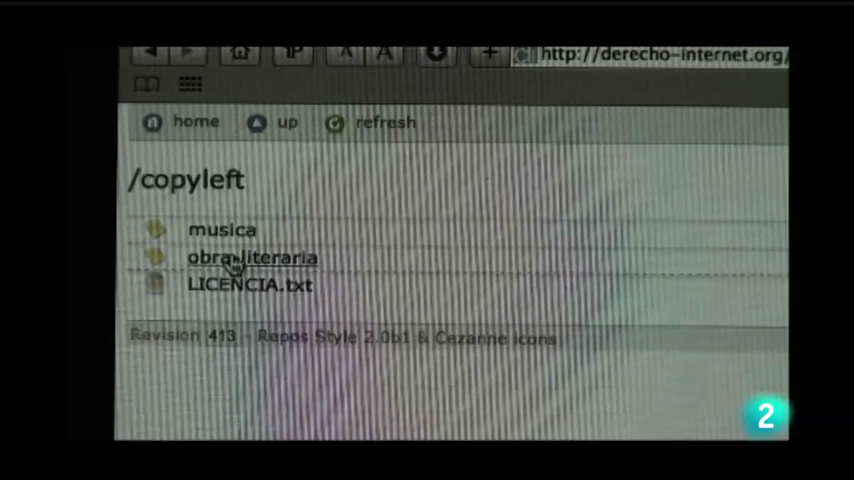 A A + http://derecho-internet.org/
home up refresh
/copyleft
musica
obra literaria
LICENCIA.txt
Revision 413 - Repos Style 2.0b1 & Cezanne icons
2